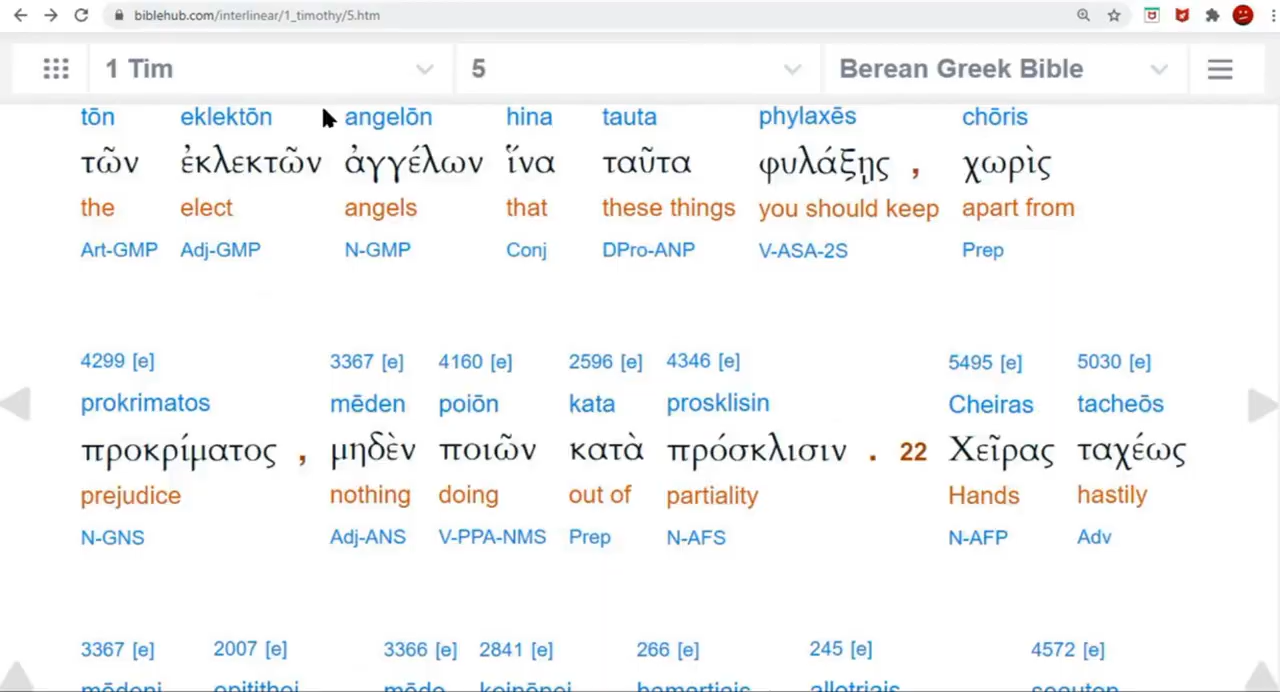 biblehub.com/interlinear/1_timothy/5.htm
1 Tim 5 Berean Greek Bible
tōn eklektōn angelōn hina tauta phylaxēs chōris
τῶν ἐκλεκτῶν ἀγγέλων ἵνα ταῦτα φυλάξῃς , χωρὶς
the elect angels that these things you should keep apart from
Art-GMP Adj-GMP N-GMP Conj DPro-ANP V-ASA-2S Prep
4299 [e] 3367 [e] 4160 [e] 2596 [e] 4346 [e] 5495 [e] 5030 [e]
prokrimatos mēden poiōn kata prosklisin Cheiras tacheōs
προκρίματος , μηδὲν ποιῶν κατὰ πρόσκλισιν . 22 Χεῖρας ταχέως
prejudice nothing doing out of partiality Hands hastily
N-GNS Adj-ANS V-PPA-NMS Prep N-AFS N-AFP Adv
3367 [e] 2007 [e] 3366 [e] 2841 [e] 266 [e] 245 [e] 4572 [e]